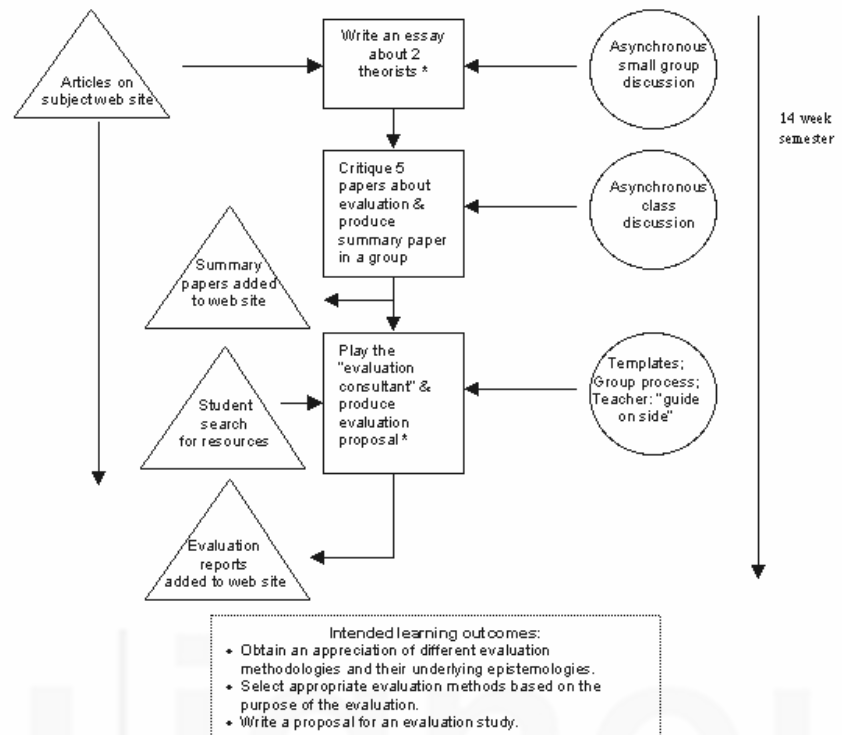 Write an essay
about 2
theorists *
Asynchronous
small group
discussion
Articles on
subject web site
14 week
semester
Critique 5
papers about
evaluation &
produce
summary paper
in a group
Asynchronous
class
discussion
Summary
papers added
to web site
Play the
"evaluation
consultant" &
produce
evaluation
proposal *
Templates;
Group process;
Teacher: "guide
on side"
Student
search
for resources
Evaluation
reports
added to web site
Intended learning outcomes:
• Obtain an appreciation of different evaluation
methodologies and their underlying epistemologies.
• Select appropriate evaluation methods based on the
purpose of the evaluation.
• Write a proposal for an evaluation study.